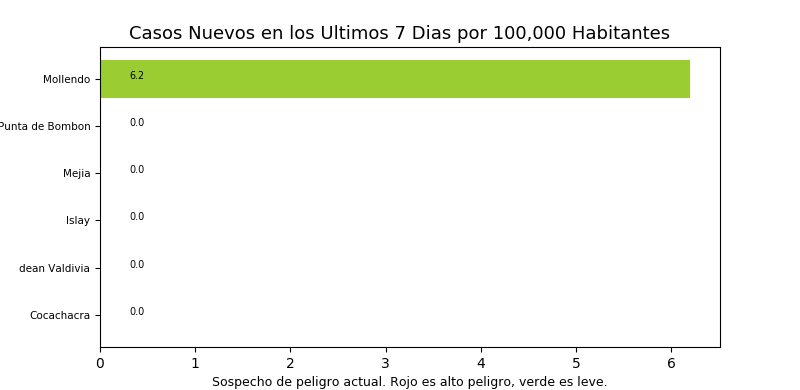 Casos Nuevos en los Ultimos 7 Dias por 100,000 Habitantes
Mollendo 6.2
Punta de Bombon 0.0
Mejia 0.0
Islay 0.0
dean Valdivia 0.0
Cocachacra 0.0
0 1 2 3 4 5 6
Sospecho de peligro actual. Rojo es alto peligro, verde es leve.